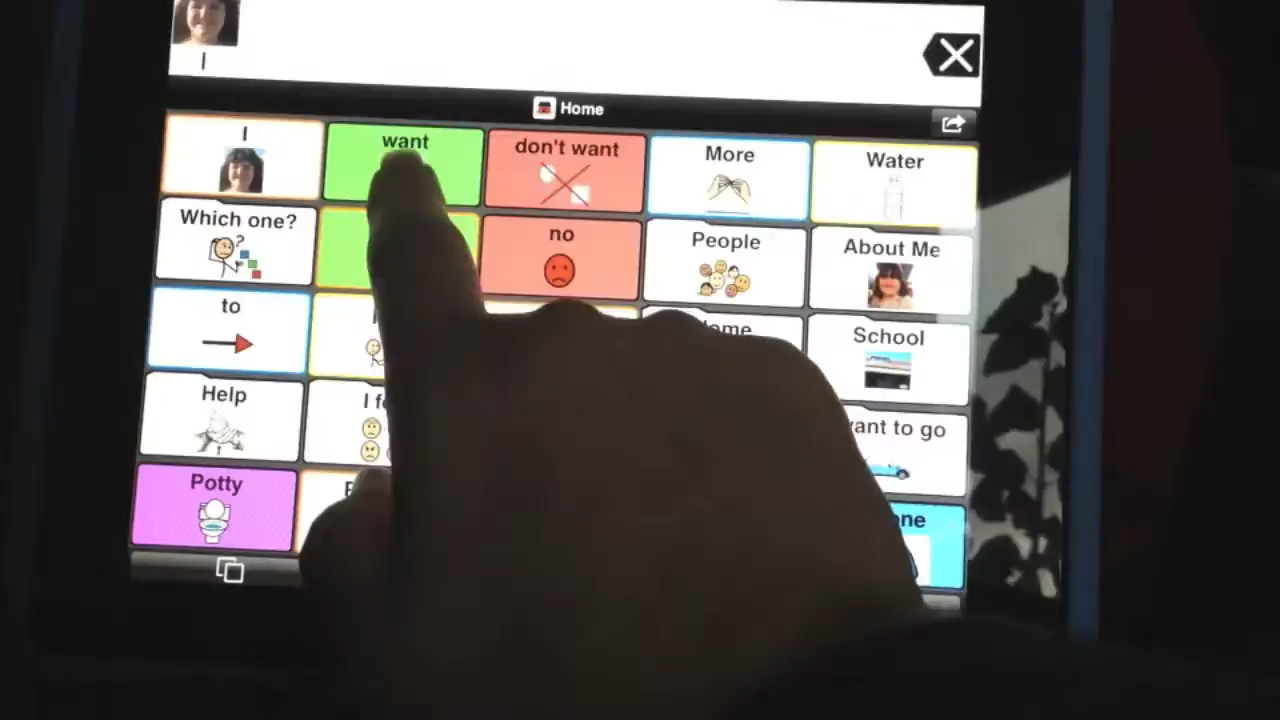 I
Home
I
want
don't want
More
Water
Which one?
no
People
About Me
to
School
Help
I
Potty